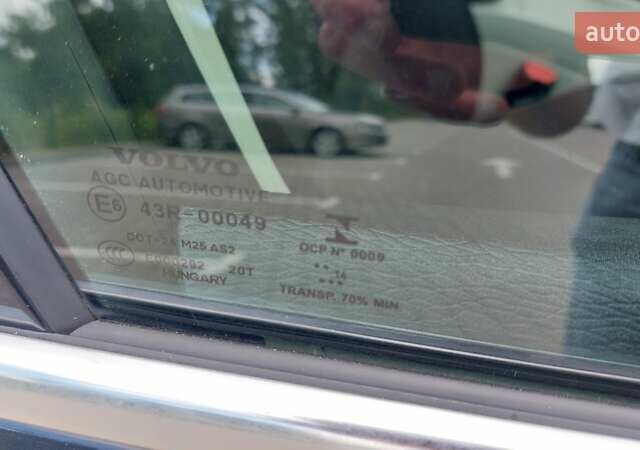 auto
VOLVO
AGC AUTOMOTIVE
E6 43R-00049
DOT-24 M25 AS2
CCC E000292 20T
HUNGARY
OCP Nº 0009
14
TRANSP. 70% MIN